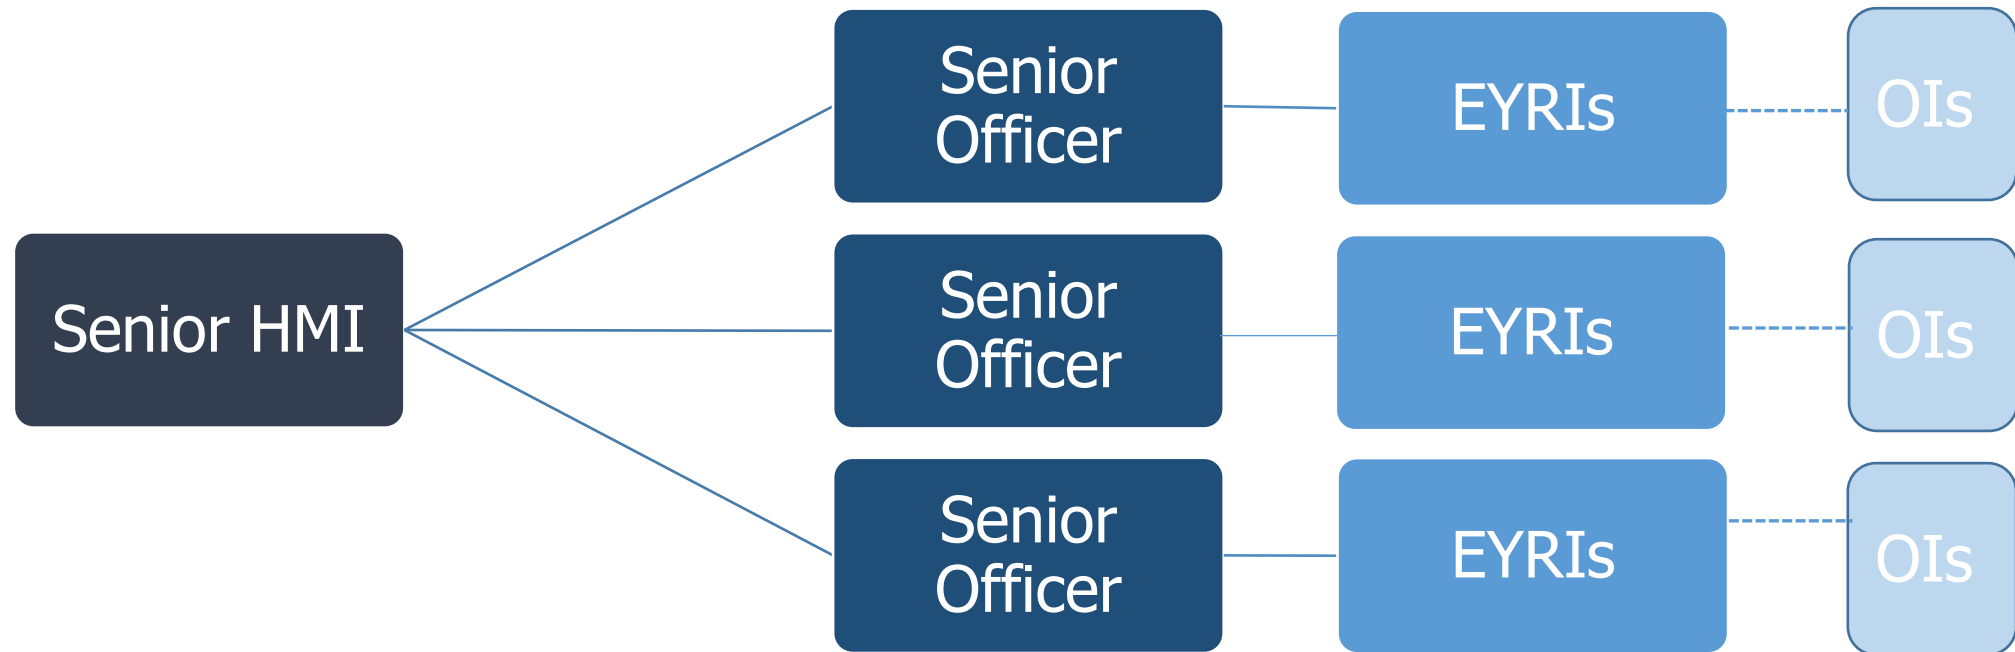 Senior HMI
Senior
Officer
EYRIs
OIs
Senior
Officer
EYRIs
OIs
Senior
Officer
EYRIs
OIs